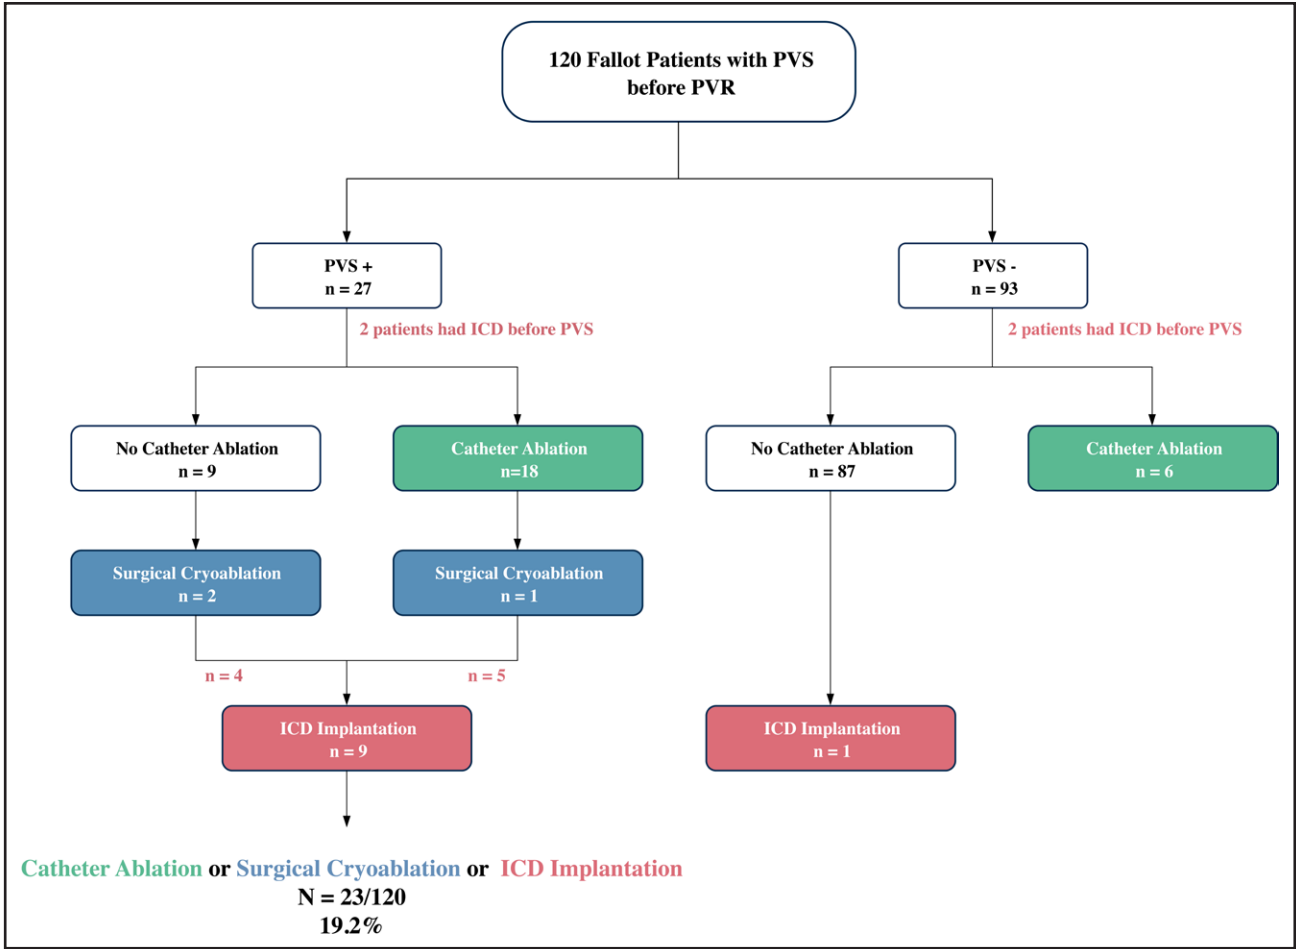 120 Fallot Patients with PVS
before PVR
PVS +
n = 27
PVS -
n = 93
2 patients had ICD before PVS
2 patients had ICD before PVS
No Catheter Ablation
n = 9
Catheter Ablation
n=18
No Catheter Ablation
n = 87
Catheter Ablation
n = 6
Surgical Cryoablation
n = 2
Surgical Cryoablation
n = 1
n = 4
n = 5
ICD Implantation
n = 9
ICD Implantation
n = 1
Catheter Ablation or Surgical Cryoablation or ICD Implantation
N = 23/120
19.2%